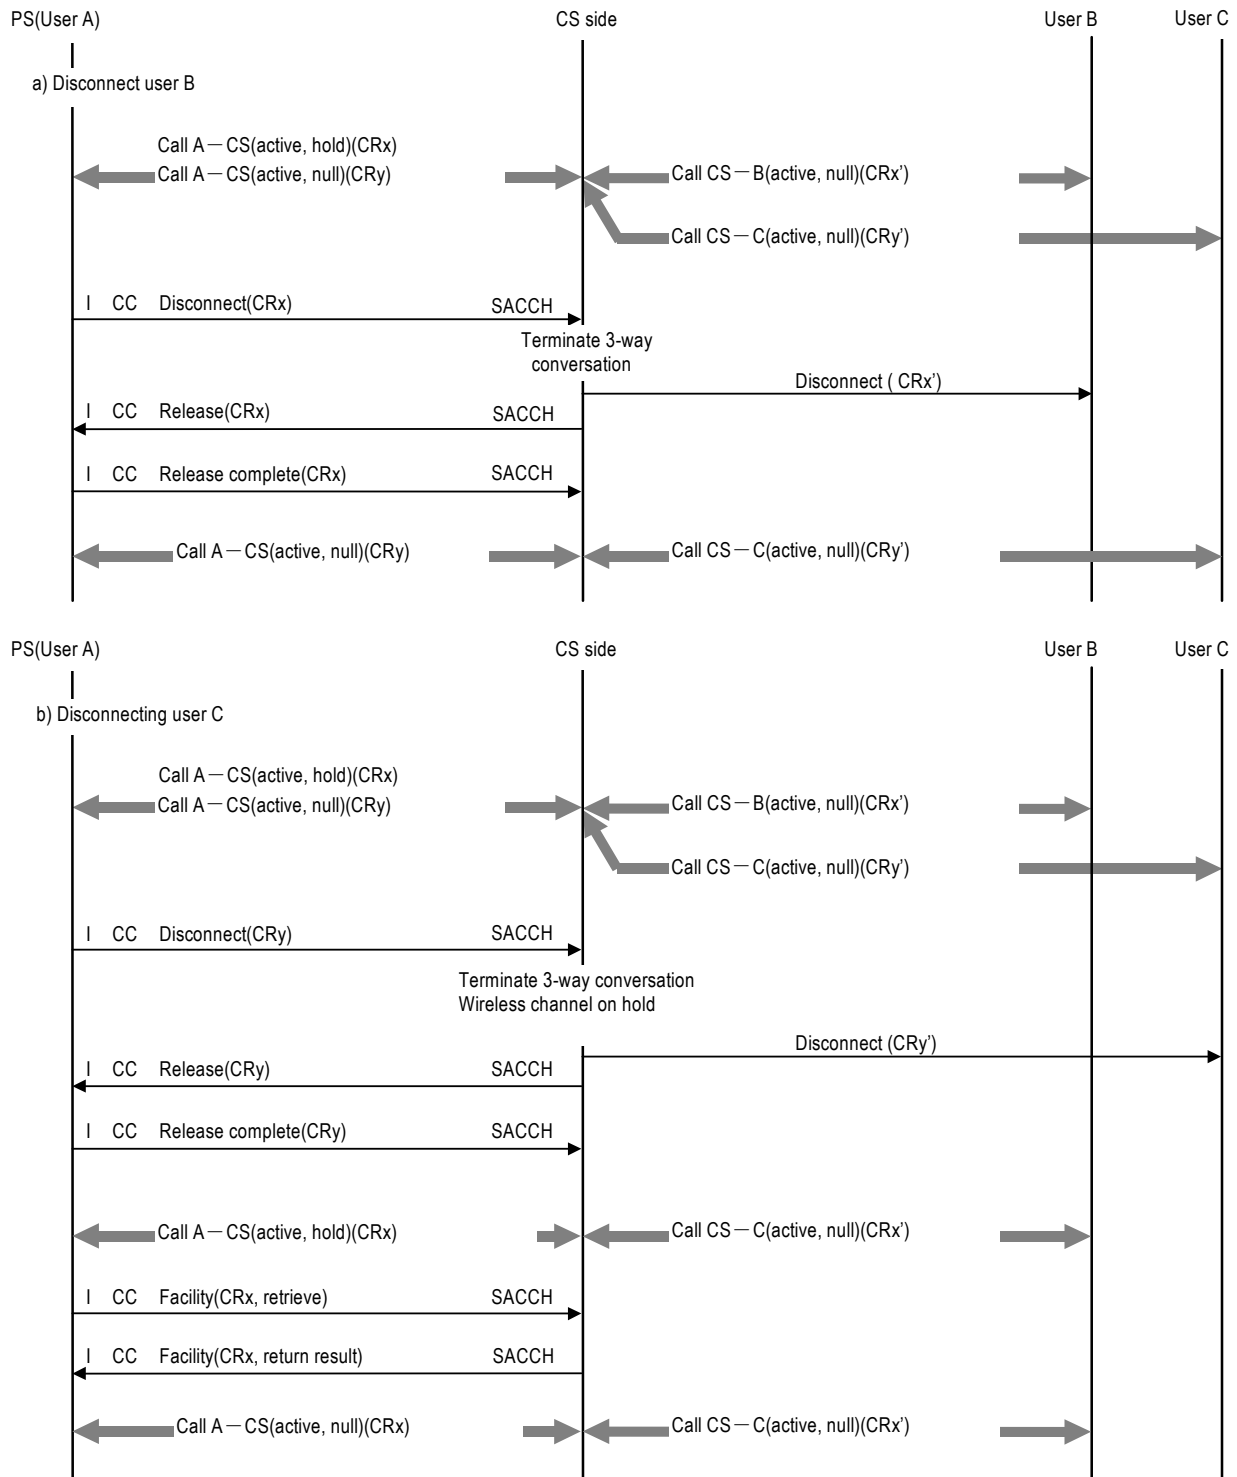 PS(User A) CS side User B User C
a) Disconnect user B
Call A－CS(active, hold)(CRx)
Call A－CS(active, null)(CRy) Call CS－B(active, null)(CRx’)
Call CS－C(active, null)(CRy’)
I CC Disconnect(CRx) SACCH
Terminate 3-way
conversation
Disconnect ( CRx’)
I CC Release(CRx) SACCH
I CC Release complete(CRx) SACCH
Call A－CS(active, null)(CRy) Call CS－C(active, null)(CRy’)
PS(User A) CS side User B User C
b) Disconnecting user C
Call A－CS(active, hold)(CRx)
Call A－CS(active, null)(CRy) Call CS－B(active, null)(CRx’)
Call CS－C(active, null)(CRy’)
I CC Disconnect(CRy) SACCH
Terminate 3-way conversation
Wireless channel on hold
Disconnect (CRy’)
I CC Release(CRy) SACCH
I CC Release complete(CRy) SACCH
Call A－CS(active, hold)(CRx) Call CS－C(active, null)(CRx’)
I CC Facility(CRx, retrieve) SACCH
I CC Facility(CRx, return result) SACCH
Call A－CS(active, null)(CRx) Call CS－C(active, null)(CRx’)